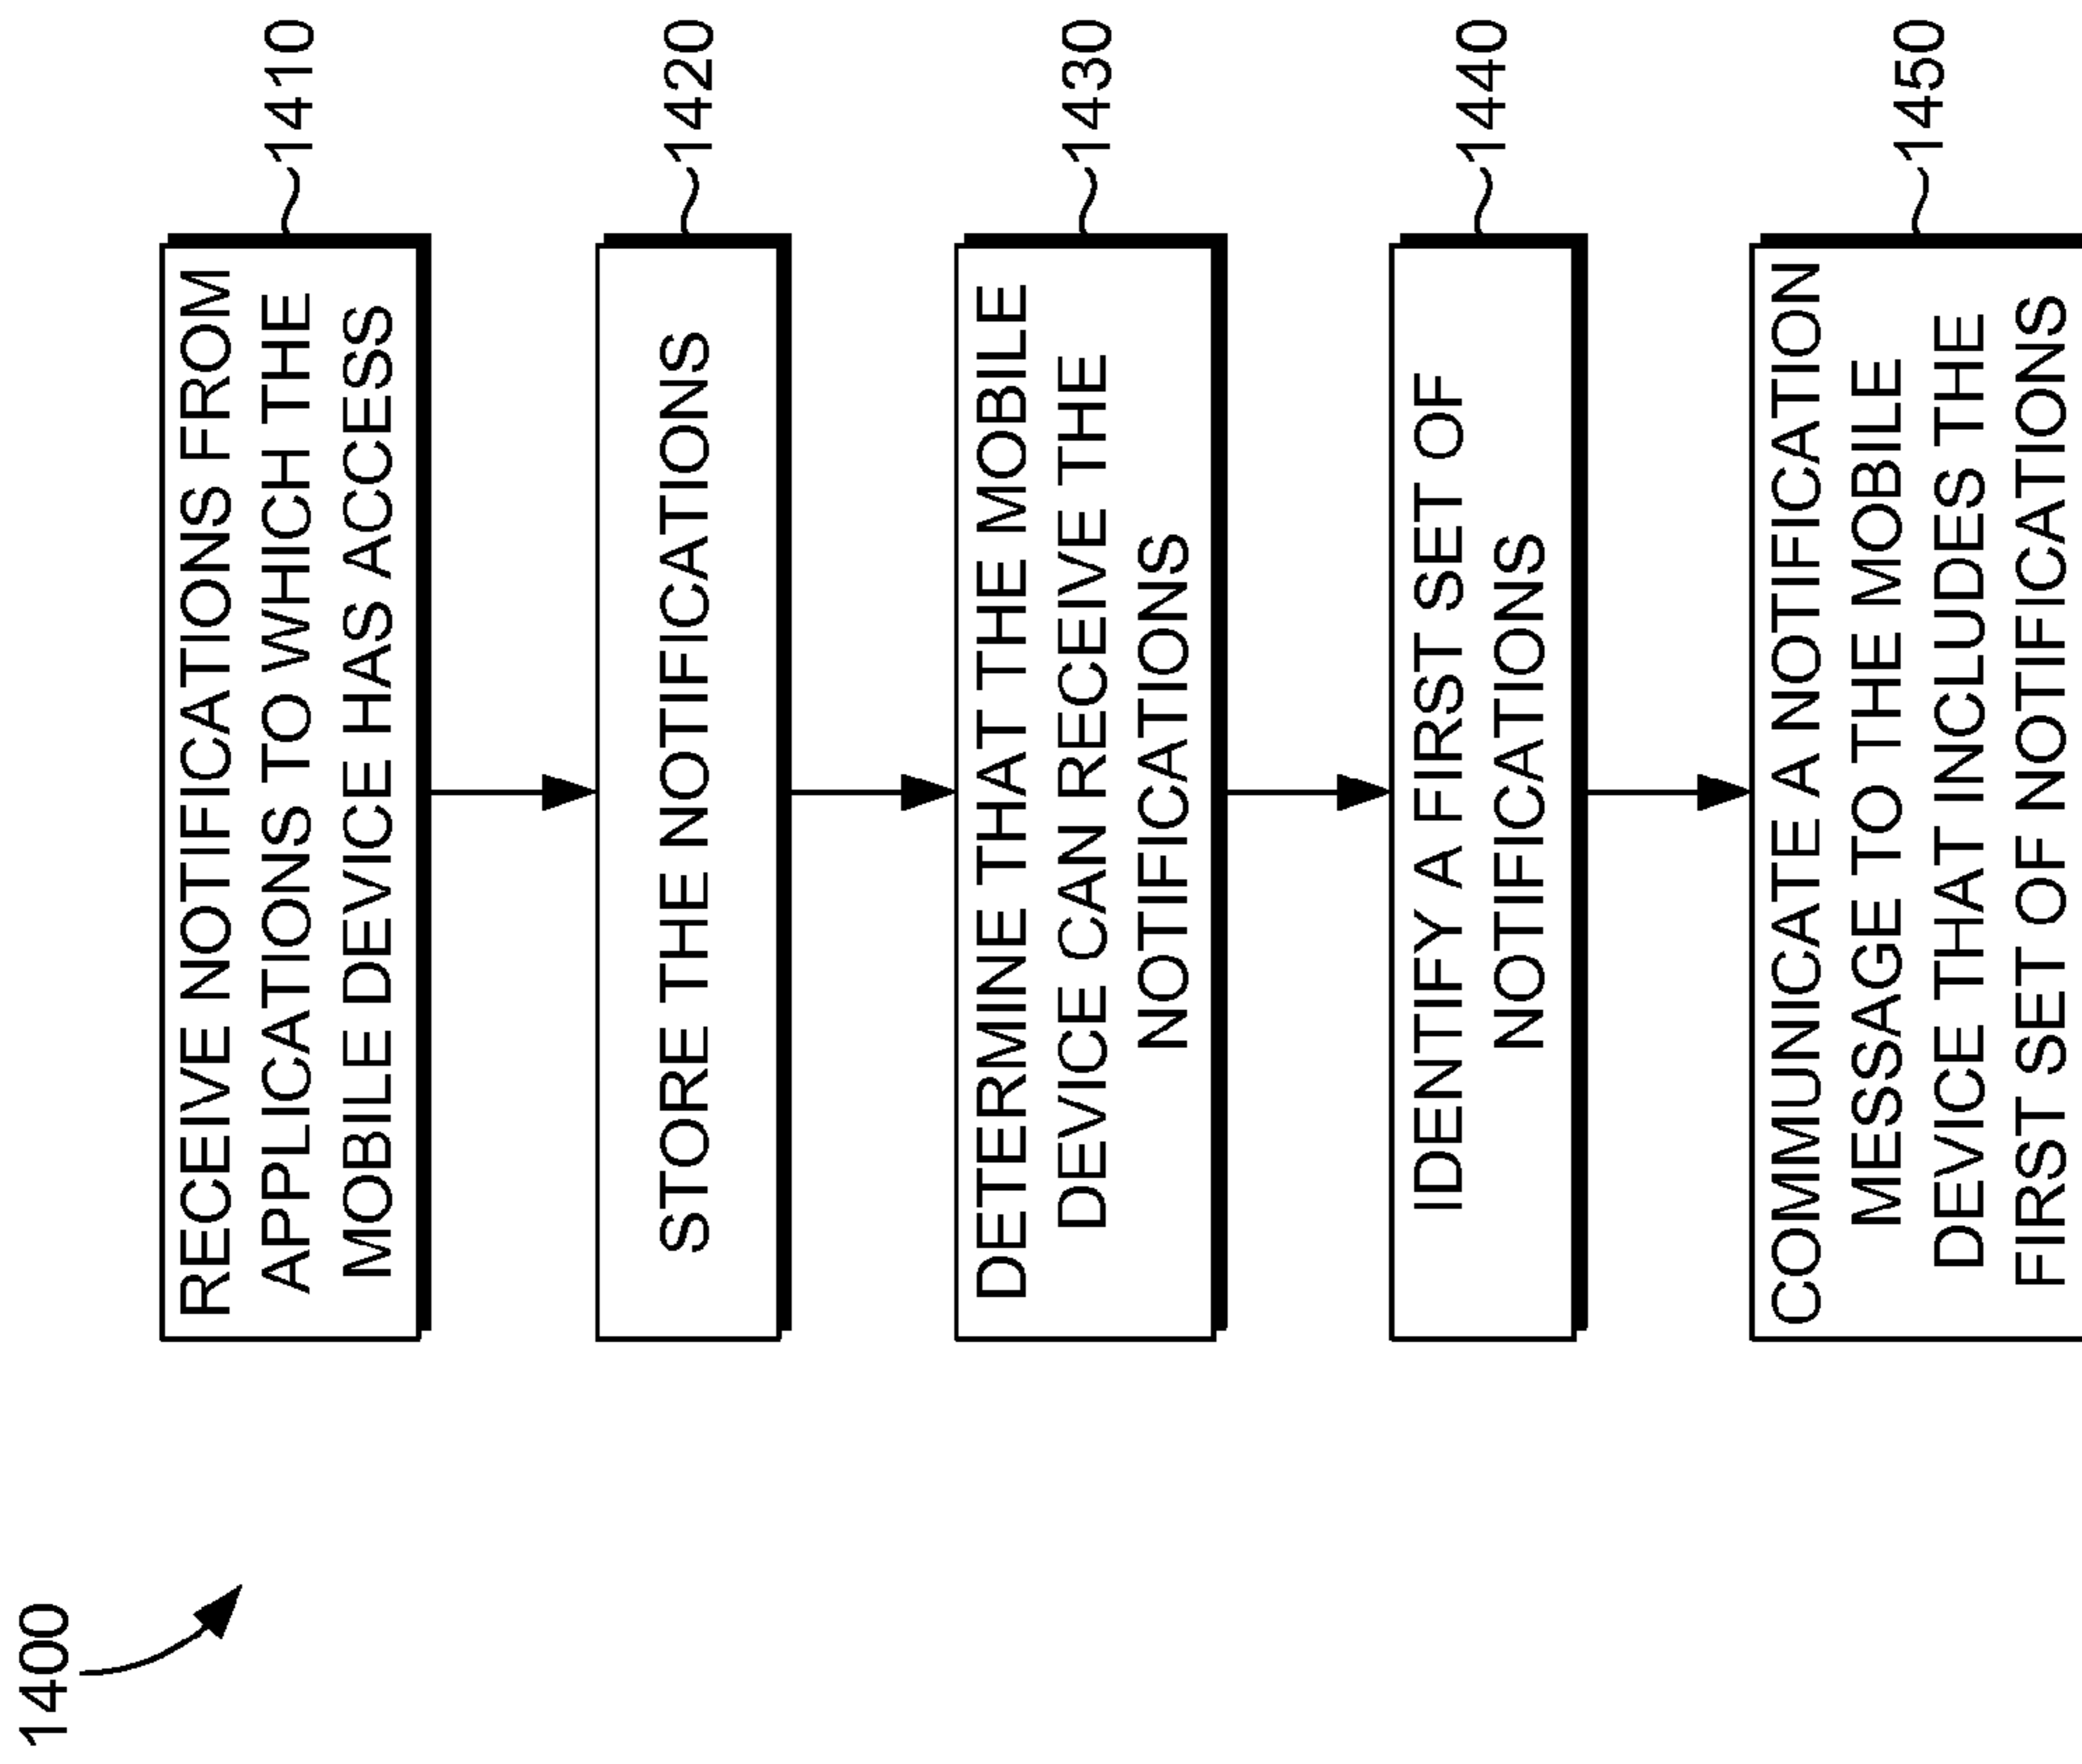 1400
RECEIVE NOTIFICATIONS FROM
APPLICATIONS TO WHICH THE
MOBILE DEVICE HAS ACCESS
1410
STORE THE NOTIFICATIONS
1420
DETERMINE THAT THE MOBILE
DEVICE CAN RECEIVE THE
NOTIFICATIONS
1430
IDENTIFY A FIRST SET OF
NOTIFICATIONS
1440
COMMUNICATE A NOTIFICATION
MESSAGE TO THE MOBILE
DEVICE THAT INCLUDES THE
FIRST SET OF NOTIFICATIONS
1450